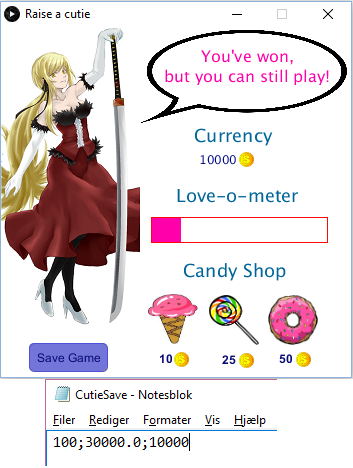 Raise a cutie
You've won,
but you can still play!
Currency
10000
Love-o-meter
Candy Shop
10
25
50
Save Game
CutieSave - Notesblok
Filer Rediger Formater Vis Hjælp
100;30000.0;10000